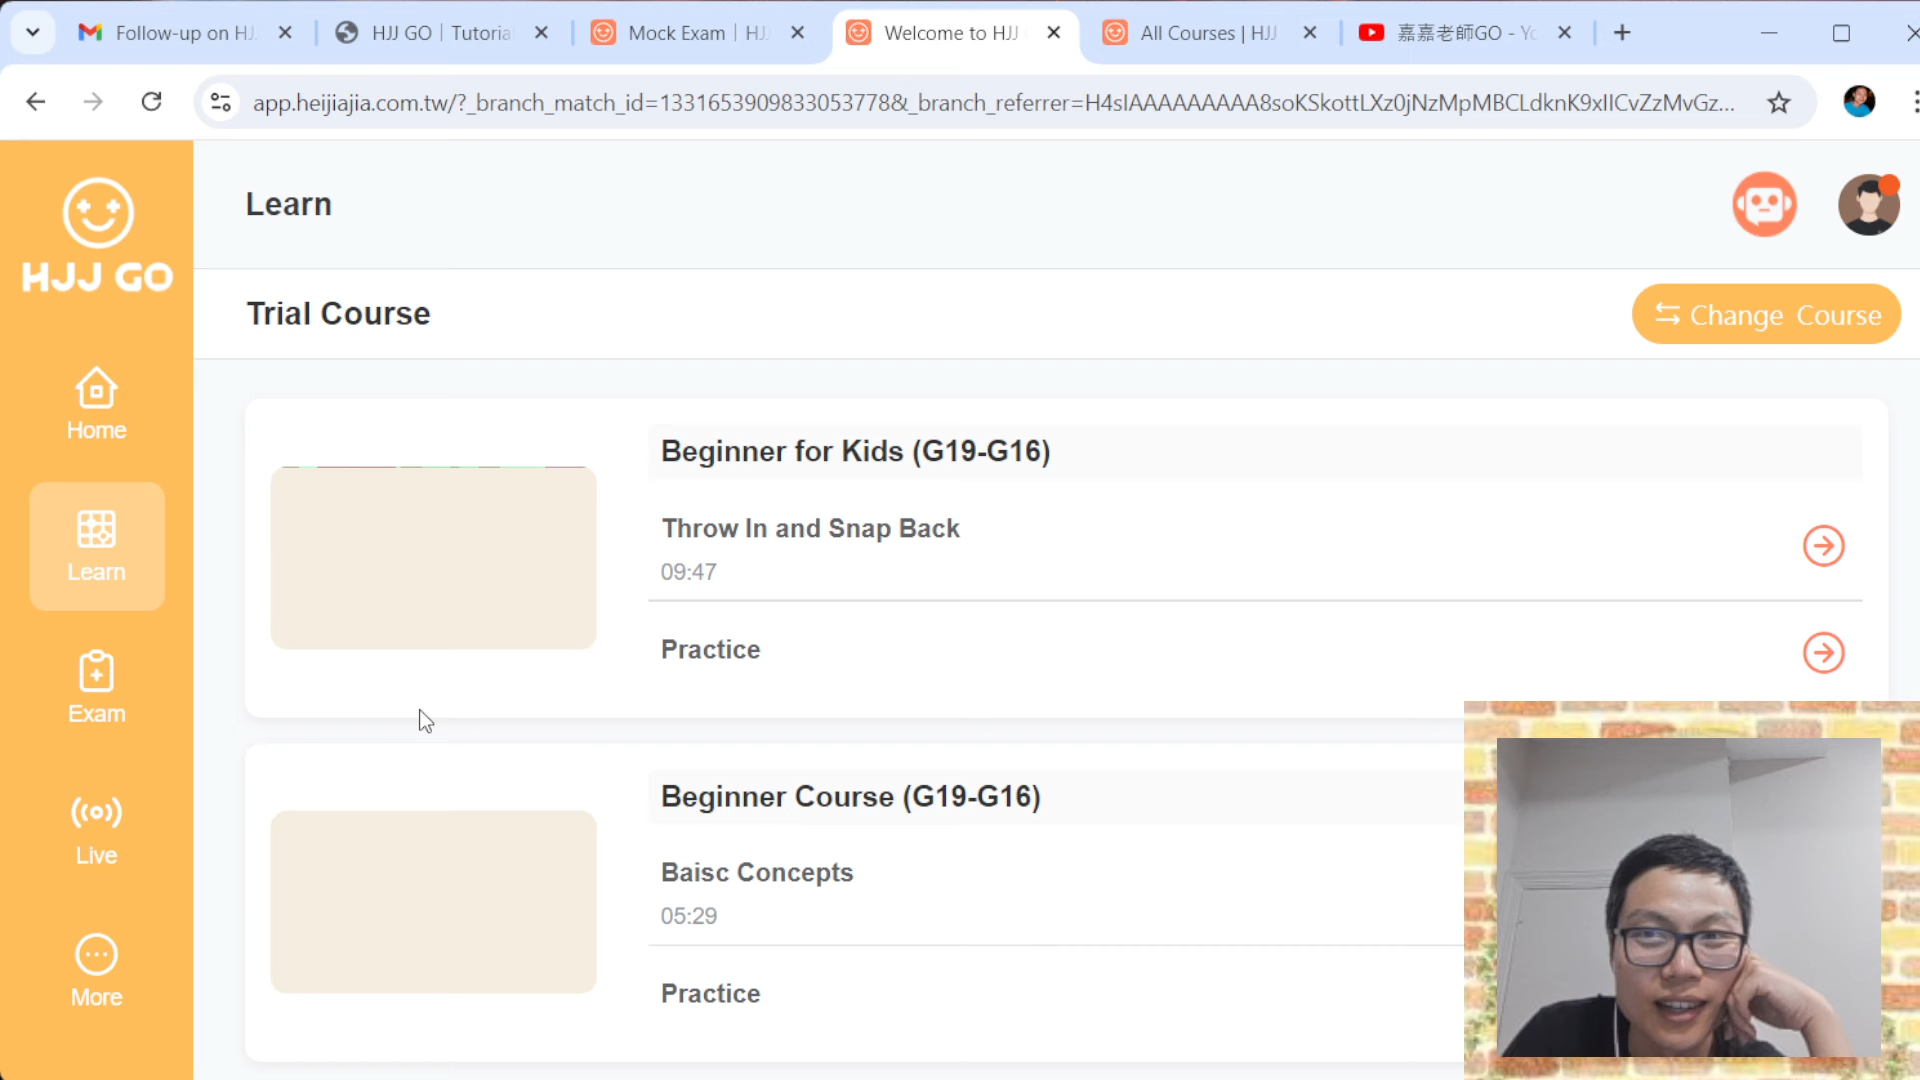 Follow-up on HJ
HJJ GO | Tutoria
Mock Exam | HJ
Welcome to HJJ
All Courses | HJJ
嘉嘉老師GO - Yo
app.heijiajia.com.tw/?_branch_match_id=1331653909833053778&_branch_referrer=H4sIAAAAAAAAA8soKSkottLXz0jNzMpMBCLdknK9xIICvZzMvGz...
HJJ GO
Home
Learn
Exam
Live
More
Learn
Trial Course
Change Course
Beginner for Kids (G19-G16)
Throw In and Snap Back
09:47
Practice
Beginner Course (G19-G16)
Baisc Concepts
05:29
Practice